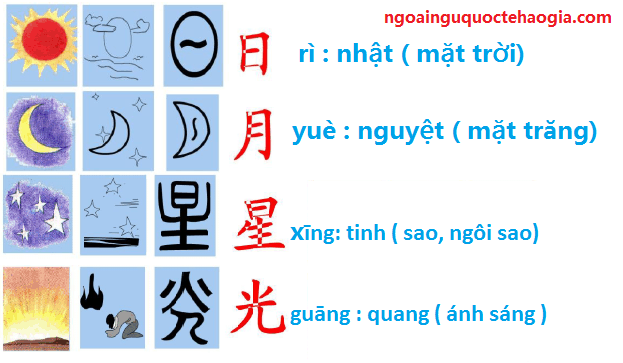 ngoainguquoctehaogia.com
日 rì : nhật ( mặt trời)
月 yuè : nguyệt ( mặt trăng)
星 xīng: tinh ( sao, ngôi sao)
光 guāng : quang ( ánh sáng )